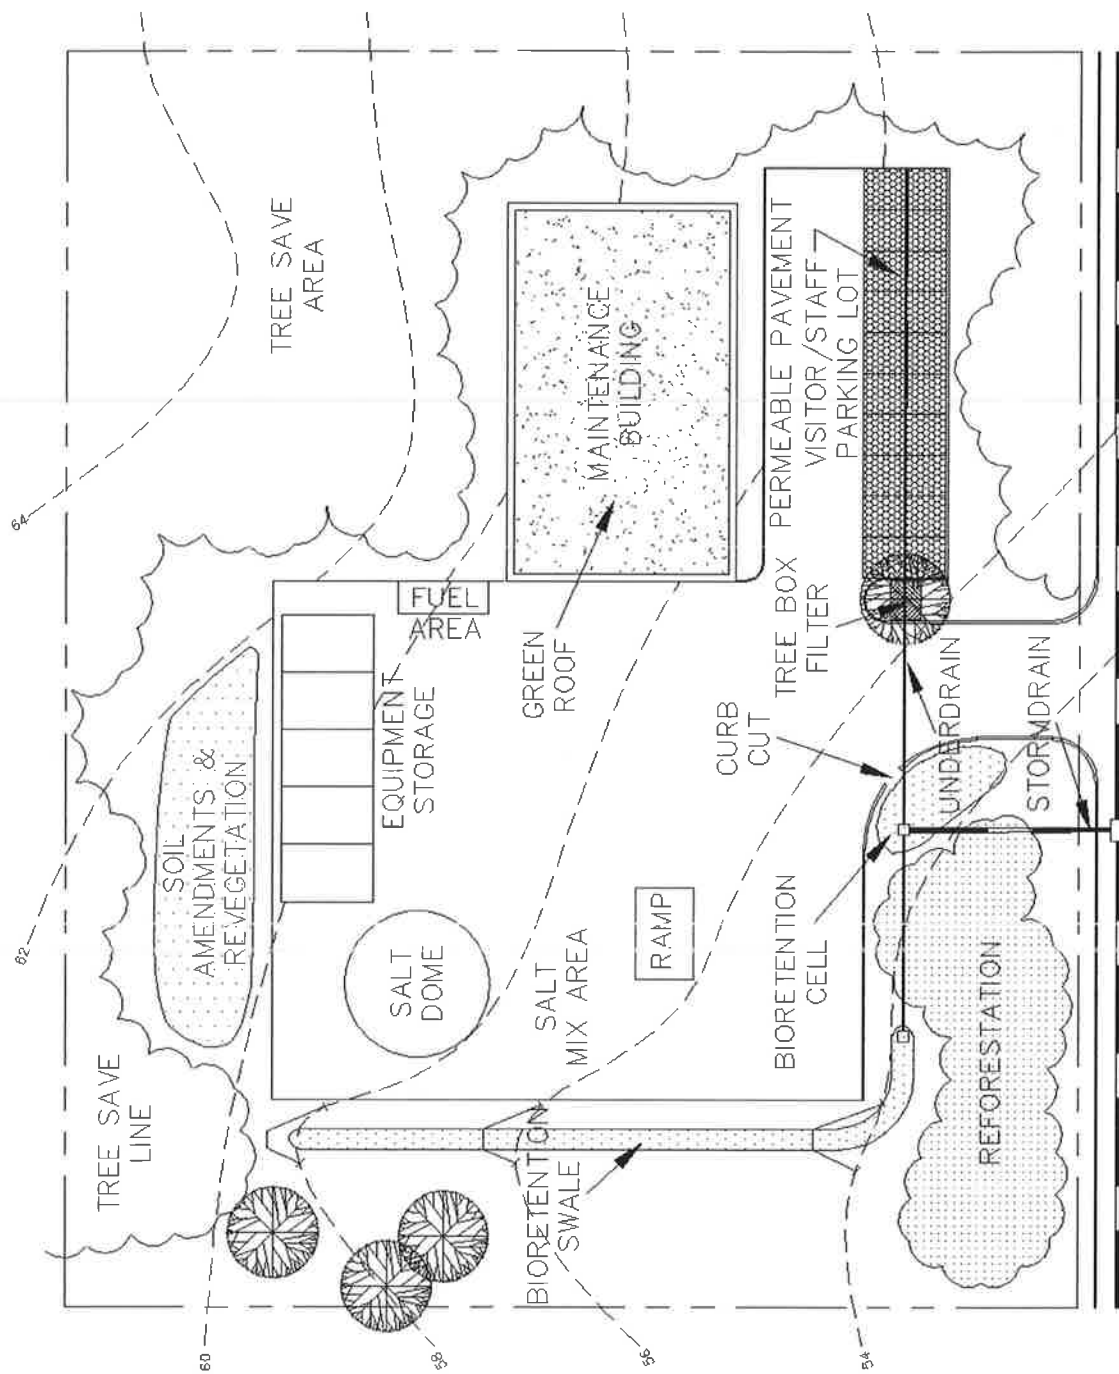 64
62
60
58
56
54
TREE SAVE
AREA
TREE SAVE
LINE
SOIL
AMENDMENTS &
REVEGETATION
EQUIPMENT
STORAGE
FUEL
AREA
SALT
DOME
SALT
MIX AREA
RAMP
MAINTENANCE
BUILDING
GREEN
ROOF
PERMEABLE PAVEMENT
VISITOR/STAFF
PARKING LOT
TREE BOX
FILTER
CURB
CUT
UNDERDRAIN
STORMDRAIN
BIORETENTION
CELL
BIORETENTION
SWALE
REFORESTATION